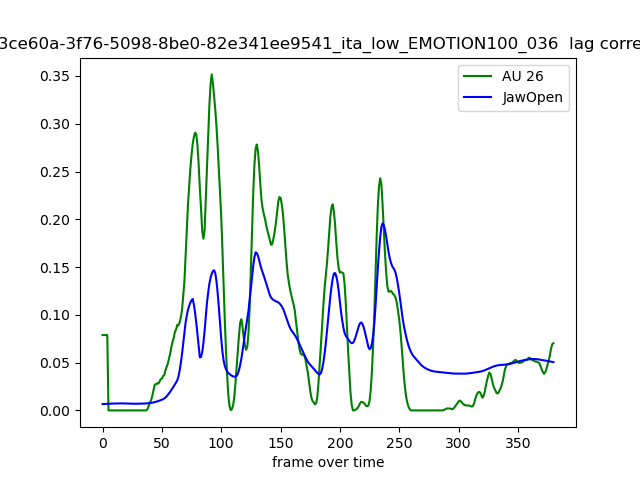 3ce60a-3f76-5098-8be0-82e341ee9541_ita_low_EMOTION100_036 lag corre
AU 26
JawOpen
0.35
0.30
0.25
0.20
0.15
0.10
0.05
0.00
0 50 100 150 200 250 300 350
frame over time